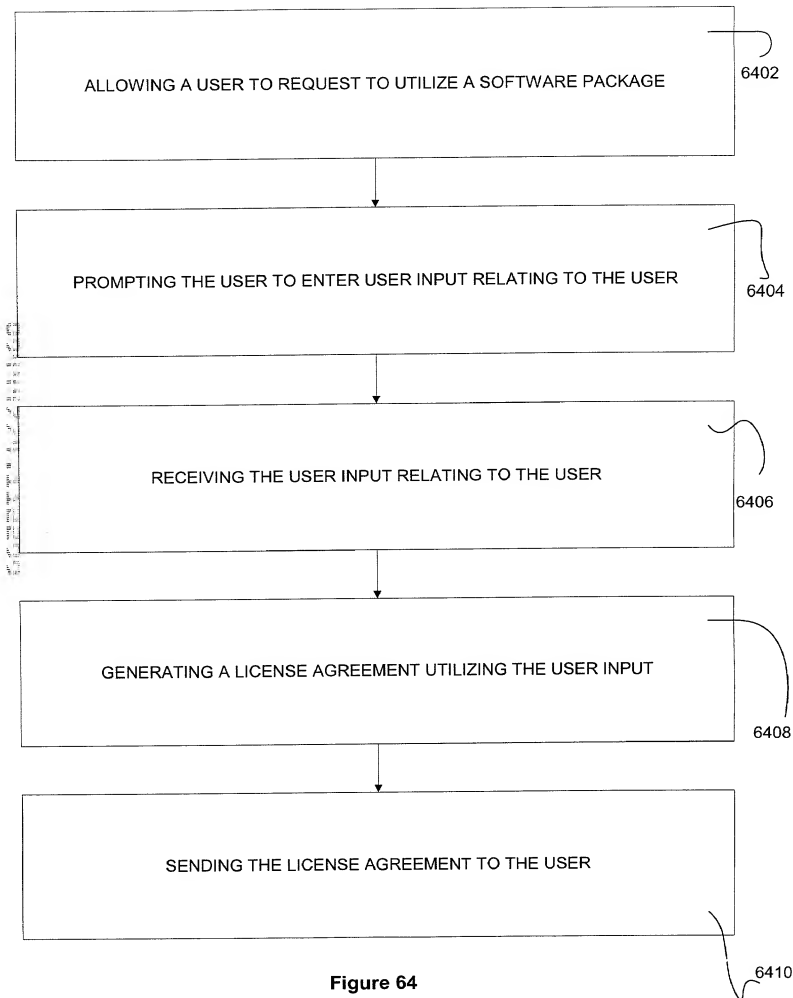 ALLOWING A USER TO REQUEST TO UTILIZE A SOFTWARE PACKAGE
6402
PROMPTING THE USER TO ENTER USER INPUT RELATING TO THE USER
6404
RECEIVING THE USER INPUT RELATING TO THE USER
6406
GENERATING A LICENSE AGREEMENT UTILIZING THE USER INPUT
6408
SENDING THE LICENSE AGREEMENT TO THE USER
6410
Figure 64